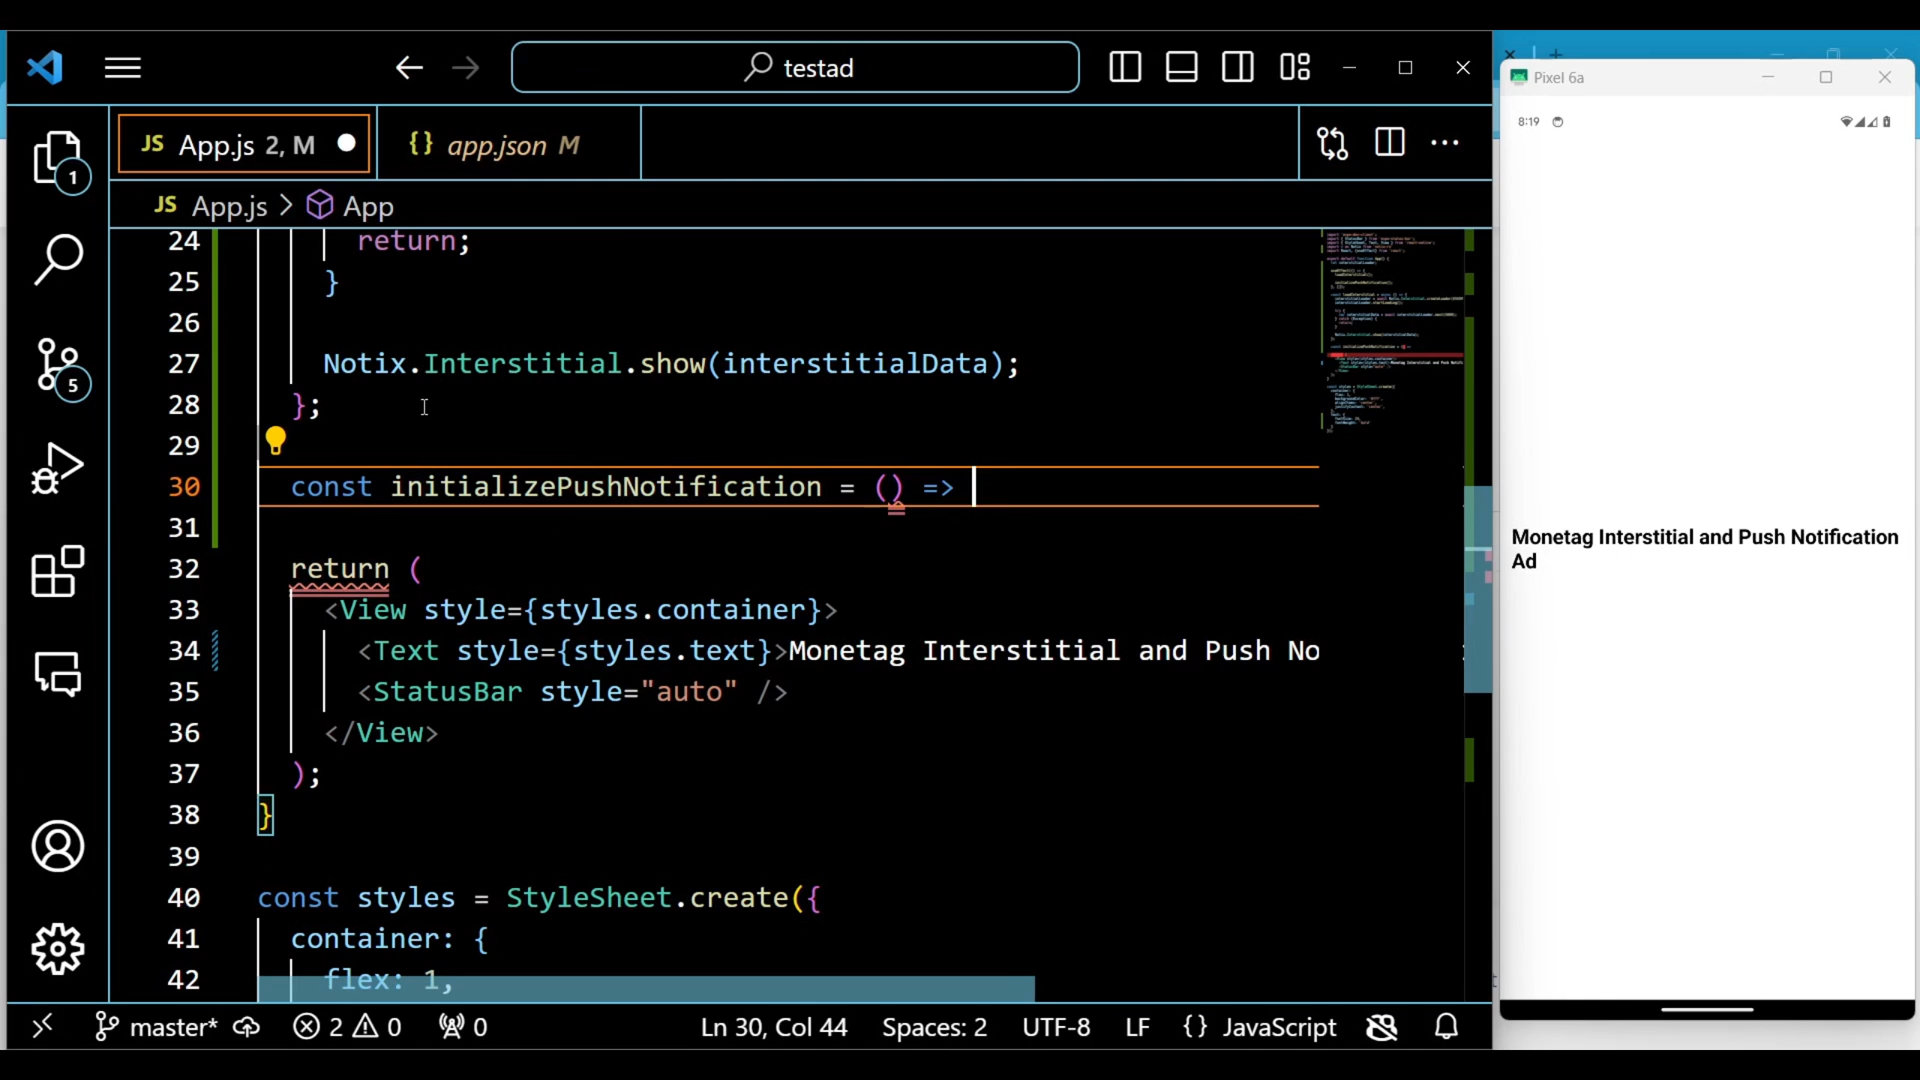 testad
Pixel 6a
8:19
JS App.js 2, M
{} app.json M
JS App.js > App
1
5
24 return;
25 }
26
27 Notix.Interstitial.show(interstitialData);
28 };
29
30 const initializePushNotification = () =>
31
32 return (
33 <View style={styles.container}>
34 <Text style={styles.text}>Monetag Interstitial and Push No
35 <StatusBar style="auto" />
36 </View>
37 );
38 }
39
40 const styles = StyleSheet.create({
41 container: {
42 flex: 1,
Monetag Interstitial and Push Notification
Ad
master* 2 0 0 Ln 30, Col 44 Spaces: 2 UTF-8 LF {} JavaScript